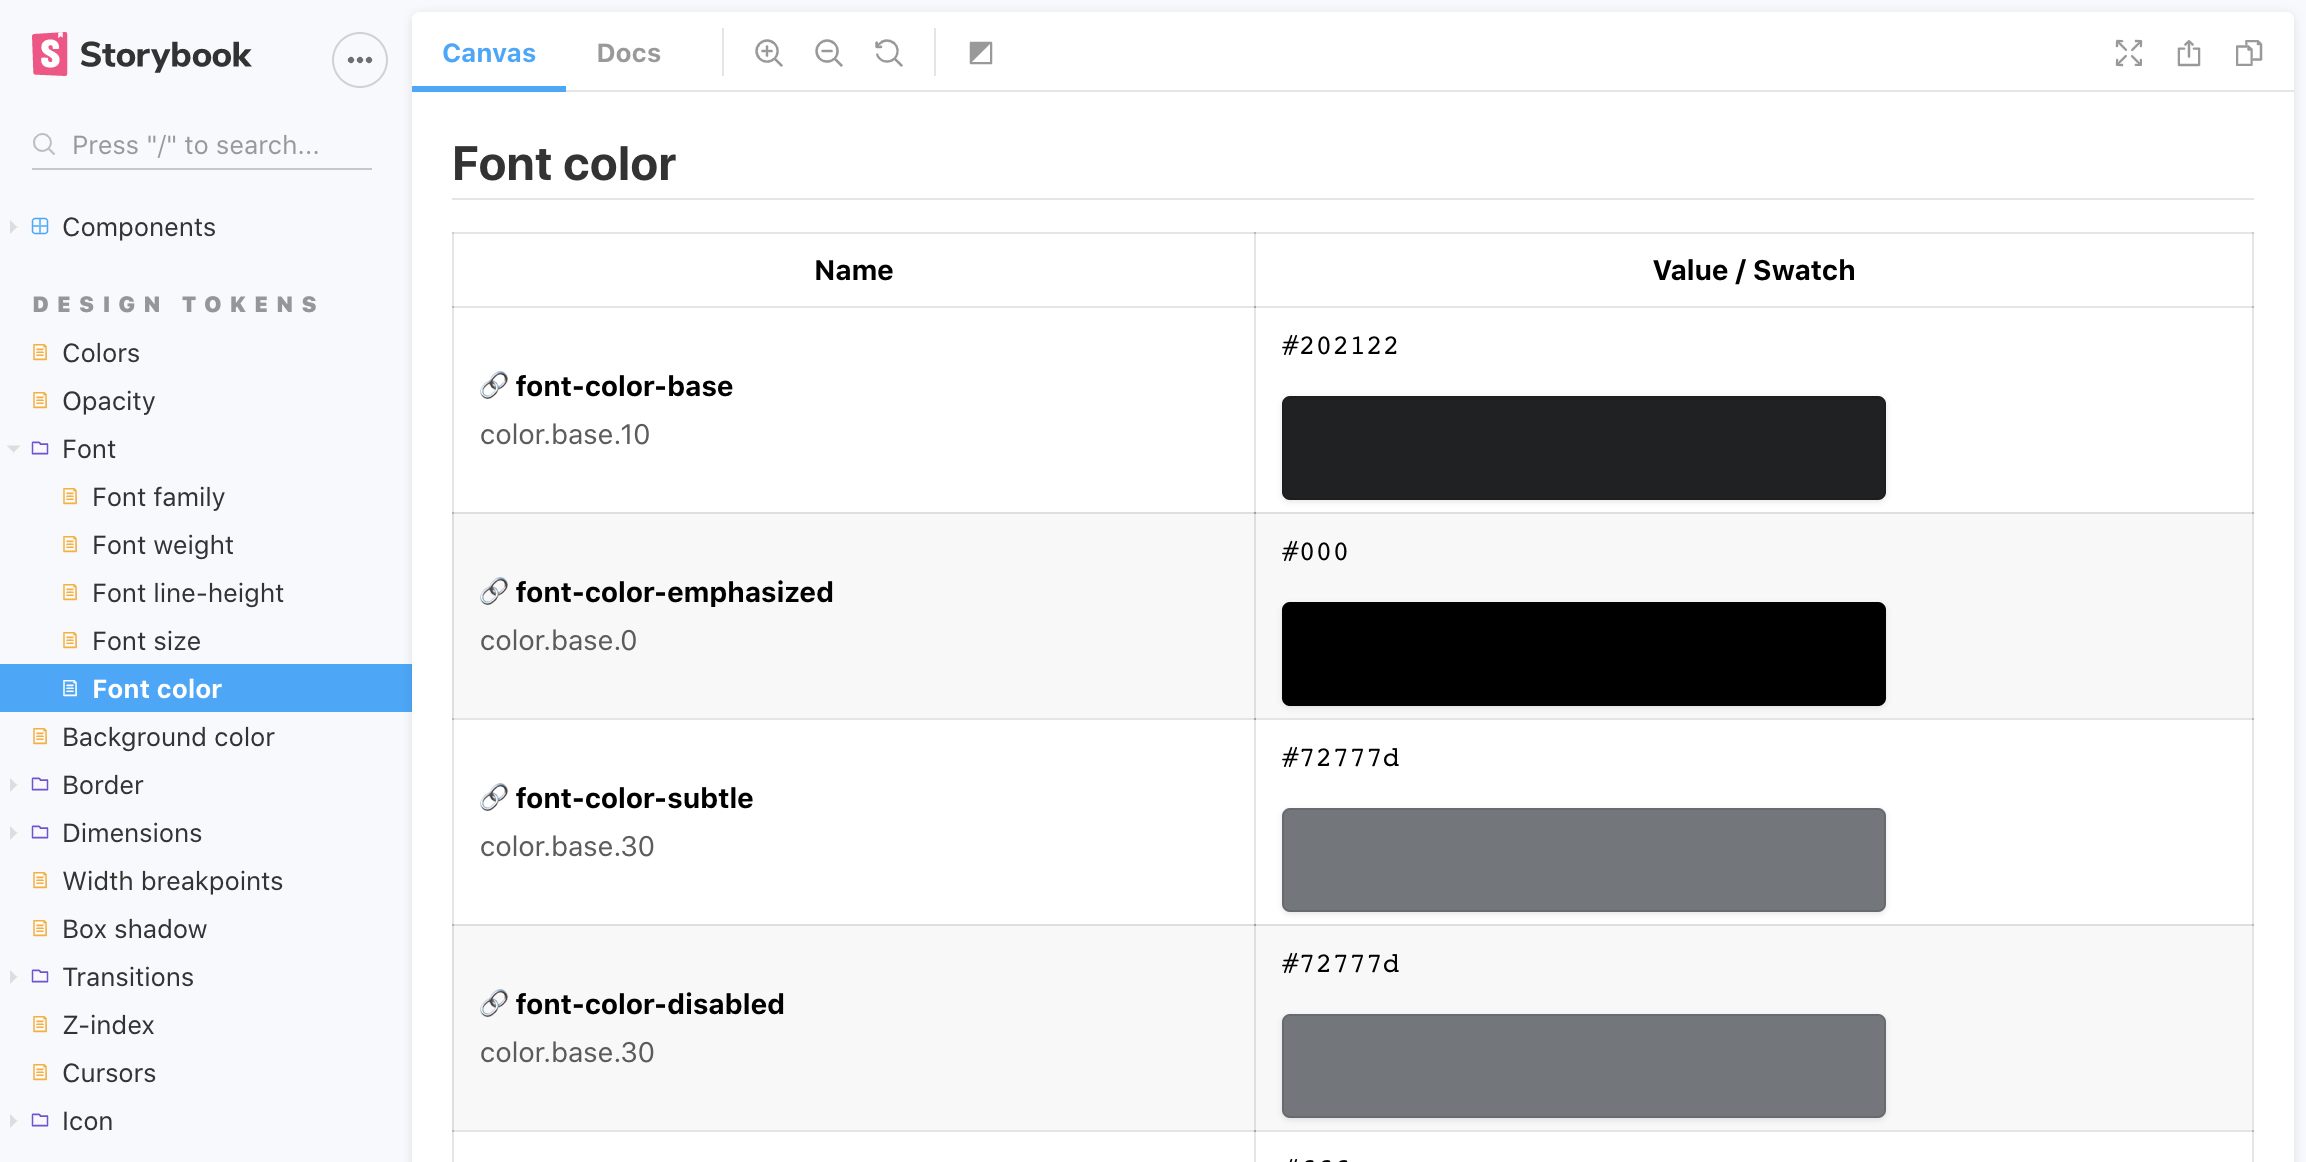 Storybook
Press "/" to search...
Components
DESIGN TOKENS
Colors
Opacity
Font
Font family
Font weight
Font line-height
Font size
Font color
Background color
Border
Dimensions
Width breakpoints
Box shadow
Transitions
Z-index
Cursors
Icon
Canvas Docs
Font color
Name Value / Swatch
font-color-base
color.base.10
#202122
font-color-emphasized
color.base.0
#000
font-color-subtle
color.base.30
#72777d
font-color-disabled
color.base.30
#72777d